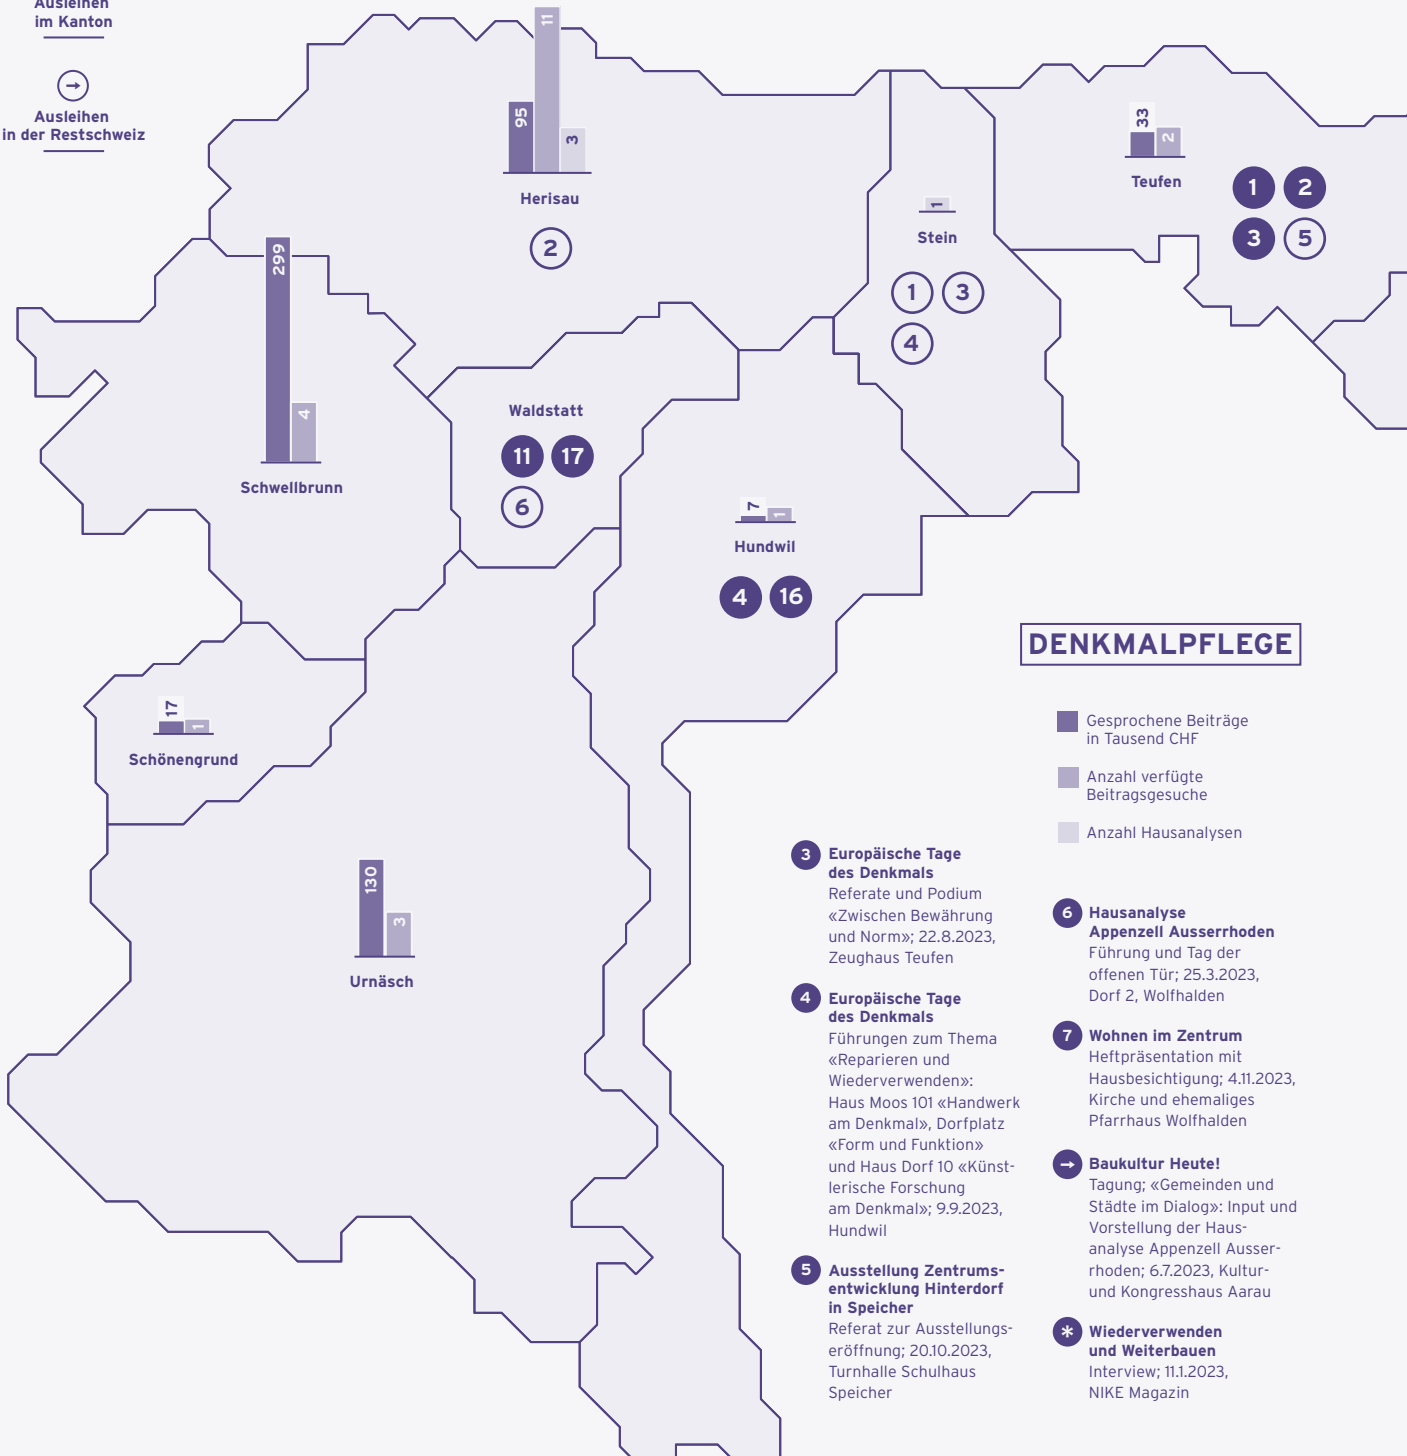 Ausleihen
im Kanton
→
Ausleihen
in der Restschweiz
95
11
3
Herisau
2
299
4
Schwellbrunn
Waldstatt
11 17
6
1
Stein
1 3
4
33
2
Teufen
1 2
3 5
7
1
Hundwil
4 16
17
1
Schönengrund
130
3
Urnäsch
DENKMALPFLEGE
Gesprochene Beiträge
in Tausend CHF
Anzahl verfügte
Beitragsgesuche
Anzahl Hausanalysen
3 Europäische Tage
des Denkmals
Referate und Podium
«Zwischen Bewährung
und Norm»; 22.8.2023,
Zeughaus Teufen
4 Europäische Tage
des Denkmals
Führungen zum Thema
«Reparieren und
Wiederverwenden»:
Haus Moos 101 «Handwerk
am Denkmal», Dorfplatz
«Form und Funktion»
und Haus Dorf 10 «Künst-
lerische Forschung
am Denkmal»; 9.9.2023,
Hundwil
5 Ausstellung Zentrums-
entwicklung Hinterdorf
in Speicher
Referat zur Ausstellungs-
eröffnung; 20.10.2023,
Turnhalle Schulhaus
Speicher
6 Hausanalyse
Appenzell Ausserrhoden
Führung und Tag der
offenen Tür; 25.3.2023,
Dorf 2, Wolfhalden
7 Wohnen im Zentrum
Heftpräsentation mit
Hausbesichtigung; 4.11.2023,
Kirche und ehemaliges
Pfarrhaus Wolfhalden
→ Baukultur Heute!
Tagung; «Gemeinden und
Städte im Dialog»: Input und
Vorstellung der Haus-
analyse Appenzell Ausser-
rhoden; 6.7.2023, Kultur-
und Kongresshaus Aarau
* Wiederverwenden
und Weiterbauen
Interview; 11.1.2023,
NIKE Magazin